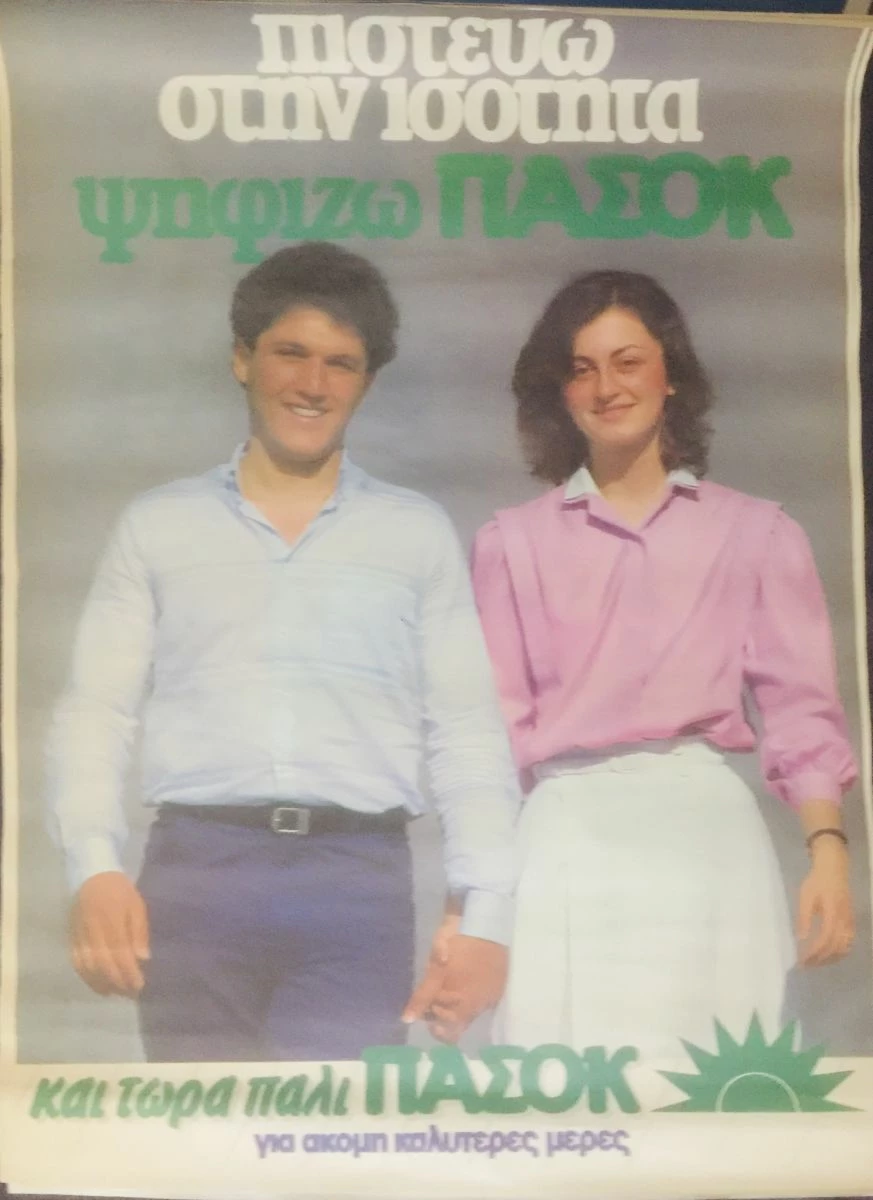 πιστευω
στην ισοτητα
ψηφιζω ΠΑΣΟΚ
και τωρα παλι ΠΑΣΟΚ
για ακομη καλυτερες μερες